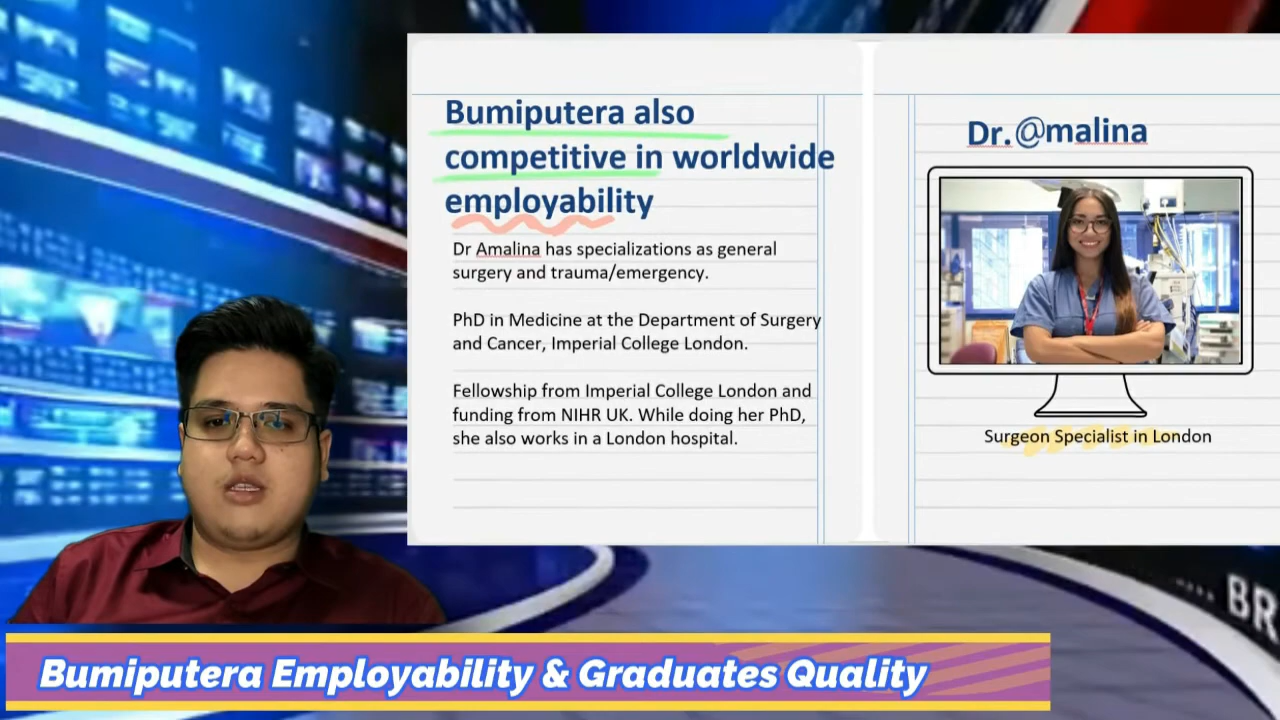 Bumiputera also
competitive in worldwide
employability
Dr Amalina has specializations as general
surgery and trauma/emergency.
PhD in Medicine at the Department of Surgery
and Cancer, Imperial College London.
Fellowship from Imperial College London and
funding from NIHR UK. While doing her PhD,
she also works in a London hospital.
Dr. @malina
Surgeon Specialist in London
BR
Bumiputera Employability & Graduates Quality